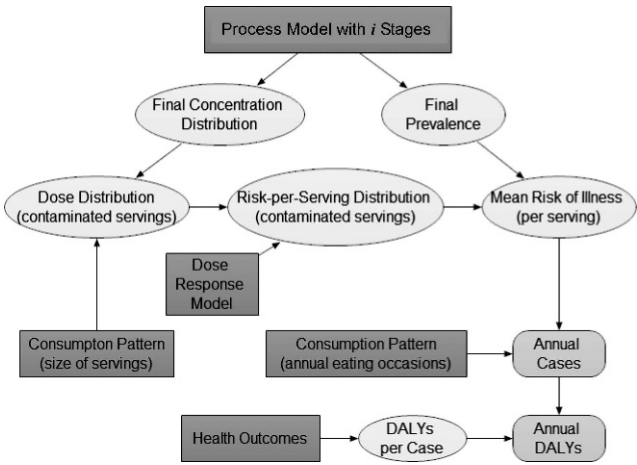 Process Model with i Stages
Final Concentration
Distribution
Final
Prevalence
Dose Distribution
(contaminated servings)
Risk-per-Serving Distribution
(contaminated servings)
Mean Risk of Illness
(per serving)
Dose
Response
Model
Consumpton Pattern
(size of servings)
Consumption Pattern
(annual eating occasions)
Annual
Cases
Health Outcomes
DALYs
per Case
Annual
DALYs